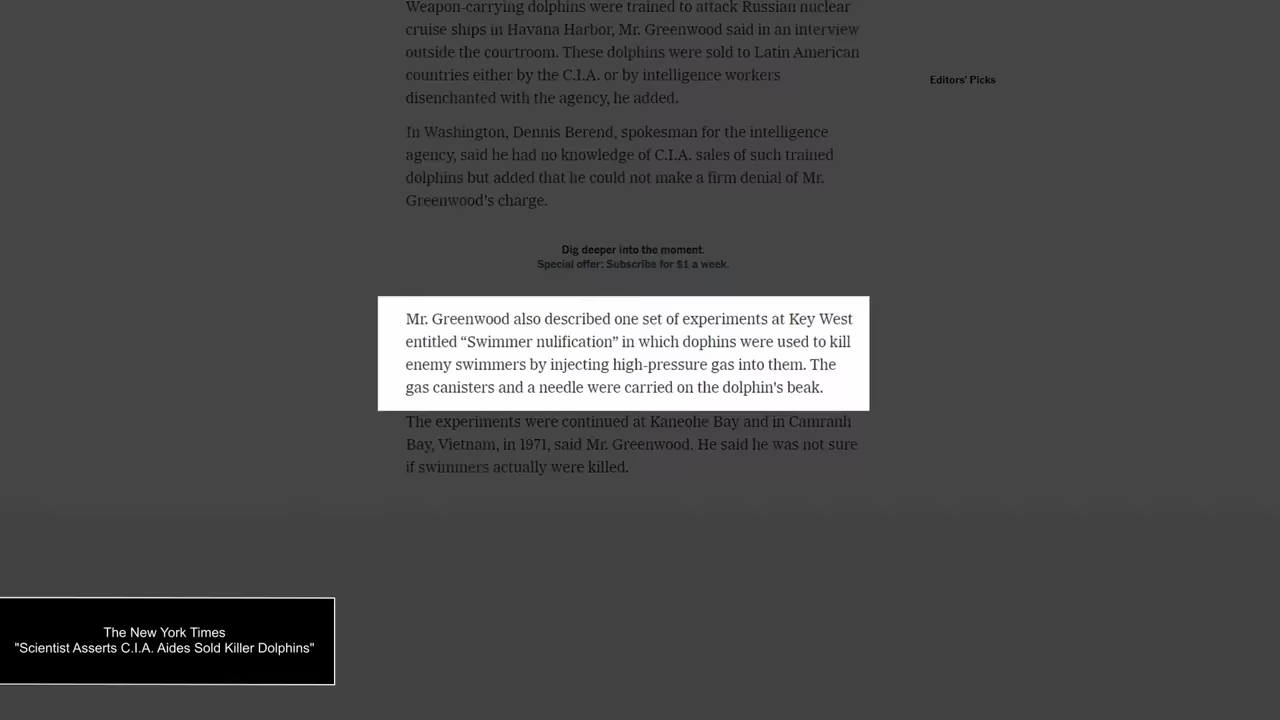 Weapon-carrying dolphins were trained to attack Russian nuclear
cruise ships in Havana Harbor, Mr. Greenwood said in an interview
outside the courtroom. These dolphins were sold to Latin American
countries either by the C.I.A. or by intelligence workers
disenchanted with the agency, he added.
Editors' Picks
In Washington, Dennis Berend, spokesman for the intelligence
agency, said he had no knowledge of C.I.A. sales of such trained
dolphins but added that he could not make a firm denial of Mr.
Greenwood's charge.
Dig deeper into the moment.
Special offer: Subscribe for $1 a week.
Mr. Greenwood also described one set of experiments at Key West
entitled “Swimmer nulification” in which dophins were used to kill
enemy swimmers by injecting high-pressure gas into them. The
gas canisters and a needle were carried on the dolphin's beak.
The experiments were continued at Kaneohe Bay and in Camranh
Bay, Vietnam, in 1971, said Mr. Greenwood. He said he was not sure
if swimmers actually were killed.
The New York Times
"Scientist Asserts C.I.A. Aides Sold Killer Dolphins"